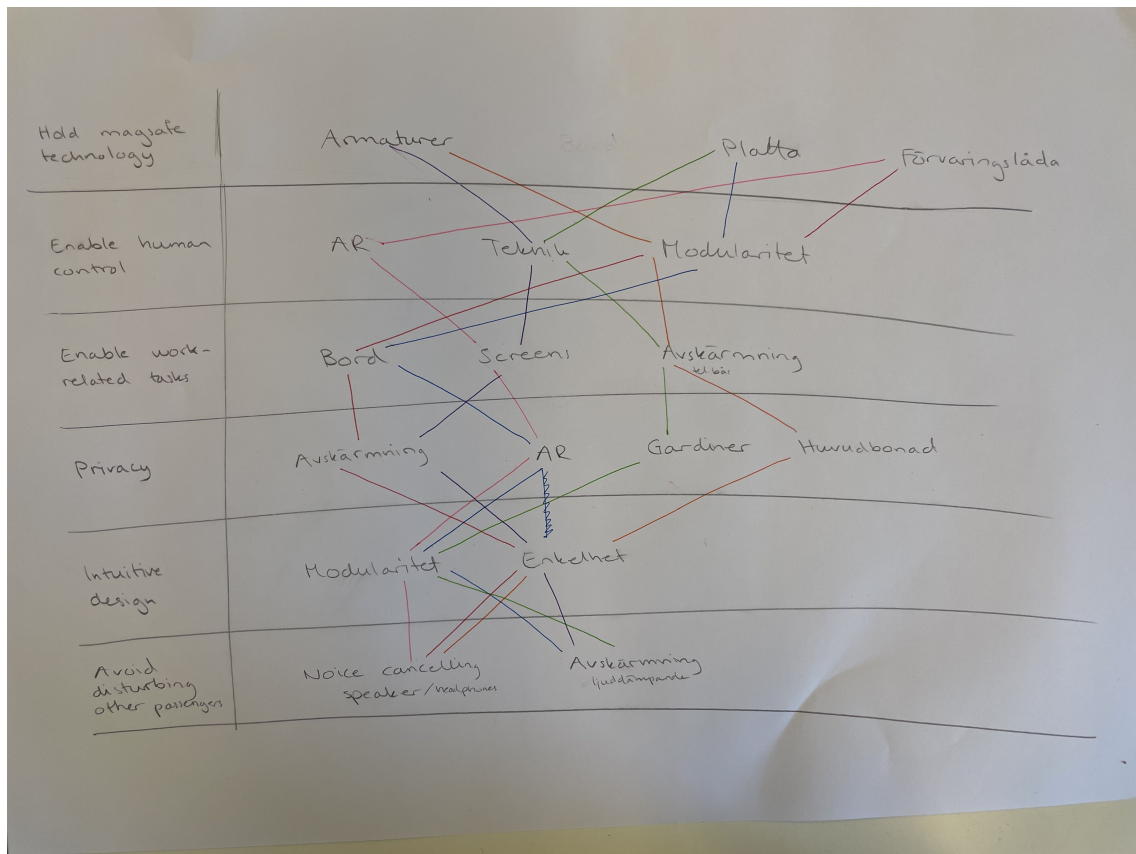 Hold magsafe
technology
Armaturer
Platta
Förvaringslåda
Enable human
control
AR
Teknik
Modularitet
Enable work-
related tasks
Bord
Screens
Avskärmning
Privacy
Avskärmning
AR
Gardiner
Huvudbonad
Intuitive
design
Modularitet
Enkelhet
Avoid
disturbing
other passengers
Noice cancelling
speaker/headphones
Avskärmning
ljuddämpande